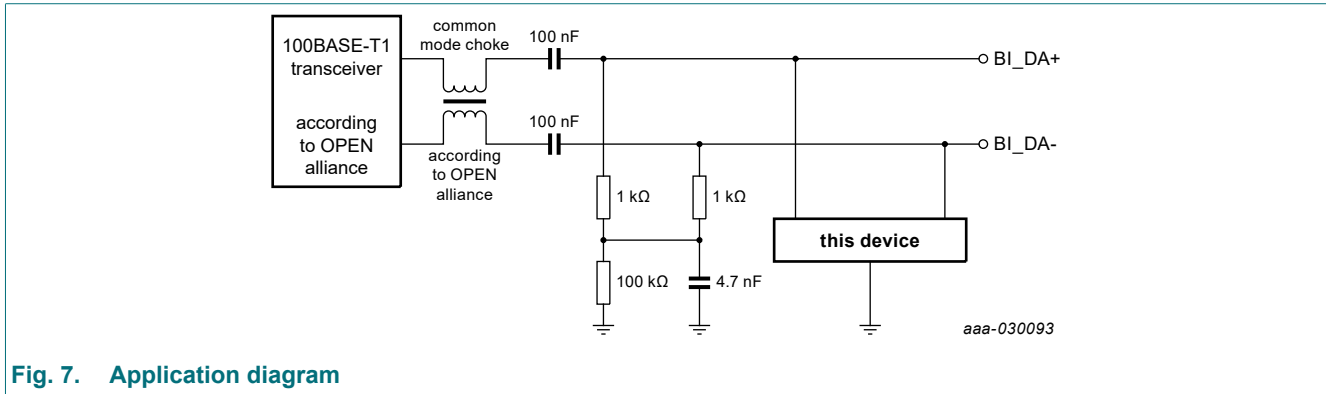 100BASE-T1
transceiver
according
to OPEN
alliance
common
mode choke
according
to OPEN
alliance
100 nF
100 nF
BI_DA+
BI_DA-
1 kΩ
1 kΩ
100 kΩ
4.7 nF
this device
aaa-030093
Fig. 7. Application diagram